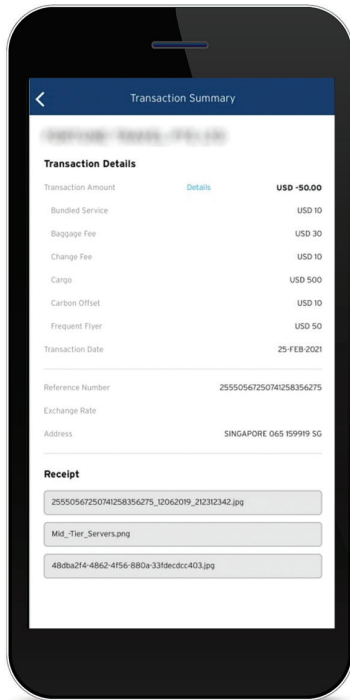 Transaction Summary
Transaction Details
Transaction Amount Details USD -50.00
Bundled Service USD 10
Baggage Fee USD 30
Change Fee USD 10
Cargo USD 500
Carbon Offset USD 10
Frequent Flyer USD 50
Transaction Date 25-FEB-2021
Reference Number 25550567250741258356275
Exchange Rate
Address SINGAPORE 065 159919 SG
Receipt
25550567250741258356275_12062019_212312342.jpg
Mid_-Tier_Servers.png
48dba2f4-4862-4f56-880a-33fdecdcc403.jpg